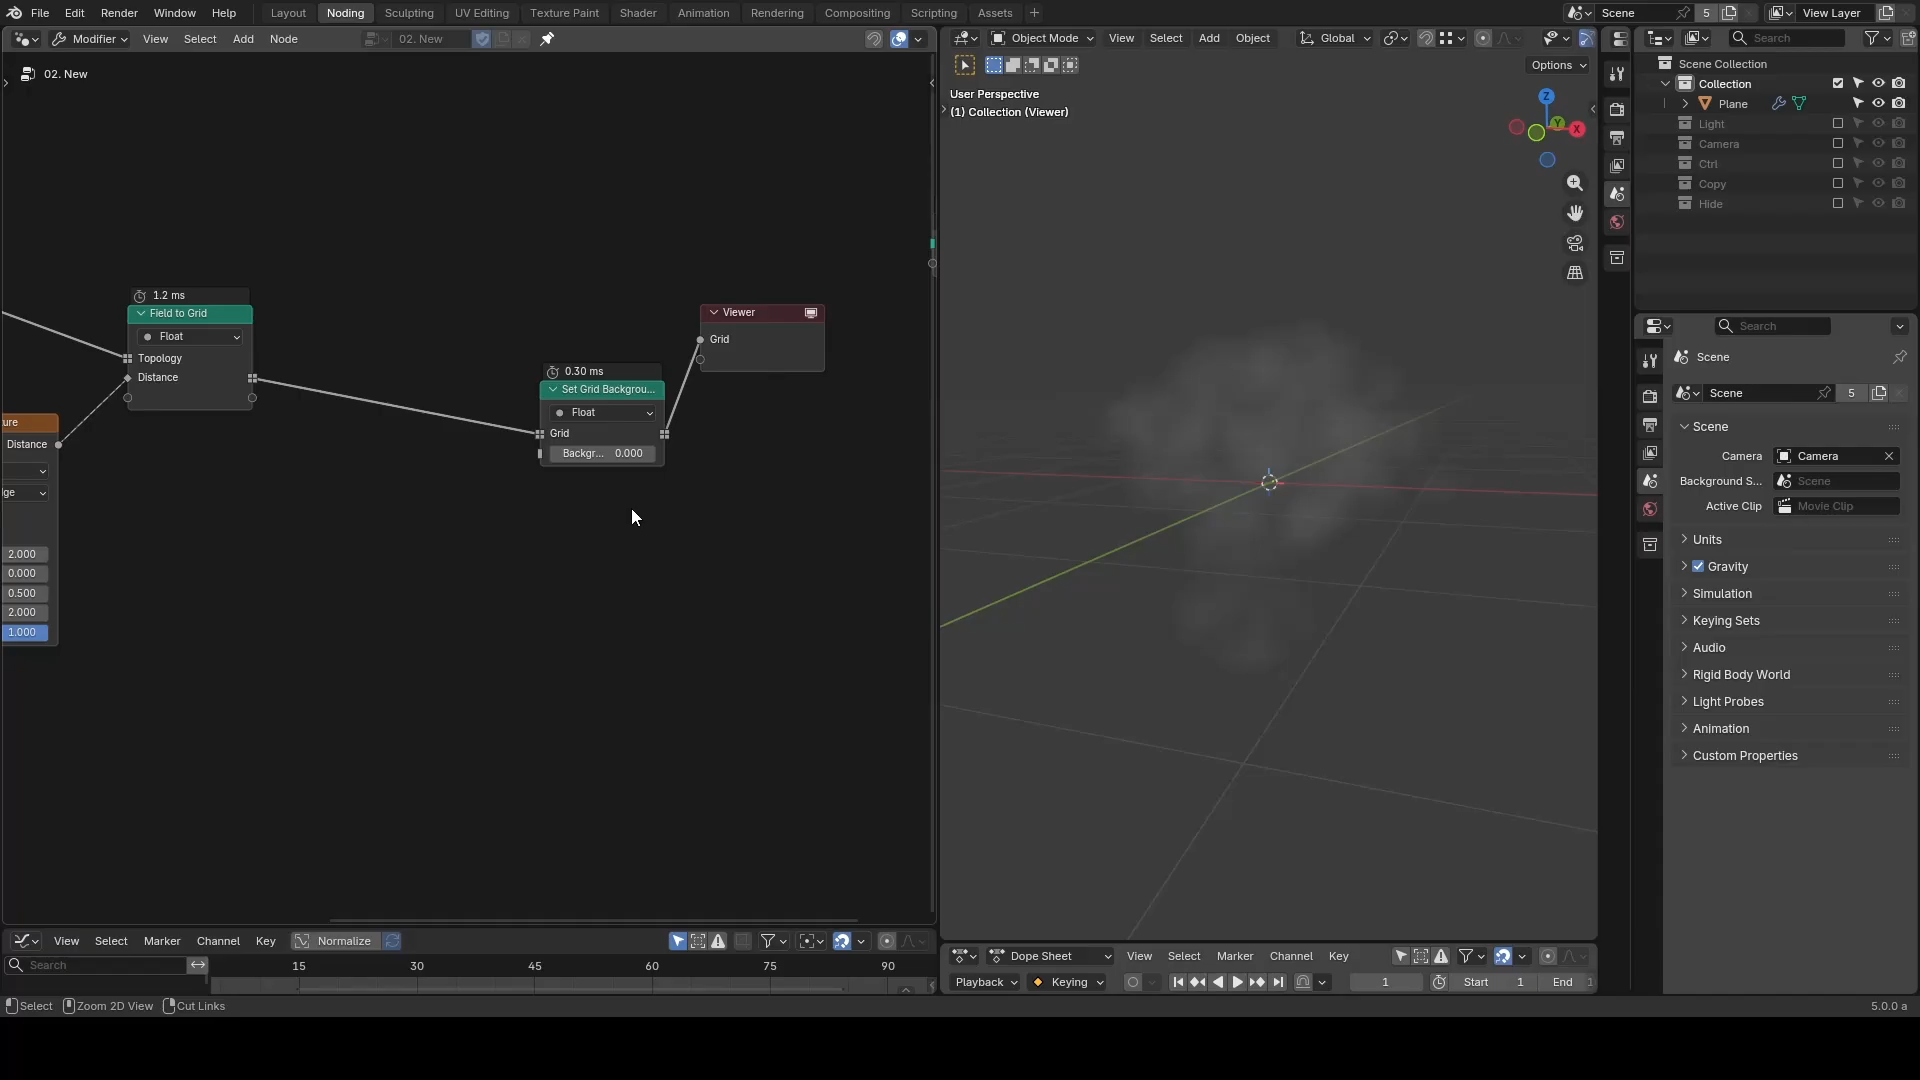 File Edit Render Window Help Layout Noding Sculpting UV Editing Texture Paint Shader Animation Rendering Compositing Scripting Assets + Scene 5 View Layer
Modifier View Select Add Node 02. New
Object Mode View Select Add Object Global
Search
02. New
Options
User Perspective
(1) Collection (Viewer)
Z
Y
X
Scene Collection
Collection
Plane
Light
Camera
Ctrl
Copy
Hide
1.2 ms
Field to Grid
Float
Topology
Distance
ure
Distance
ge
2.000
0.000
0.500
2.000
1.000
0.30 ms
Set Grid Backgrou...
Float
Grid
Backgr... 0.000
Viewer
Grid
Search
Scene
Scene 5
Scene
Camera Camera
Background S... Scene
Active Clip Movie Clip
Units
Gravity
Simulation
Keying Sets
Audio
Rigid Body World
Light Probes
Animation
Custom Properties
View Select Marker Channel Key Normalize
Search 15 30 45 60 75 90
Dope Sheet View Select Marker Channel Key
Playback Keying 1 Start 1 End
Select Zoom 2D View Cut Links 5.0.0 a